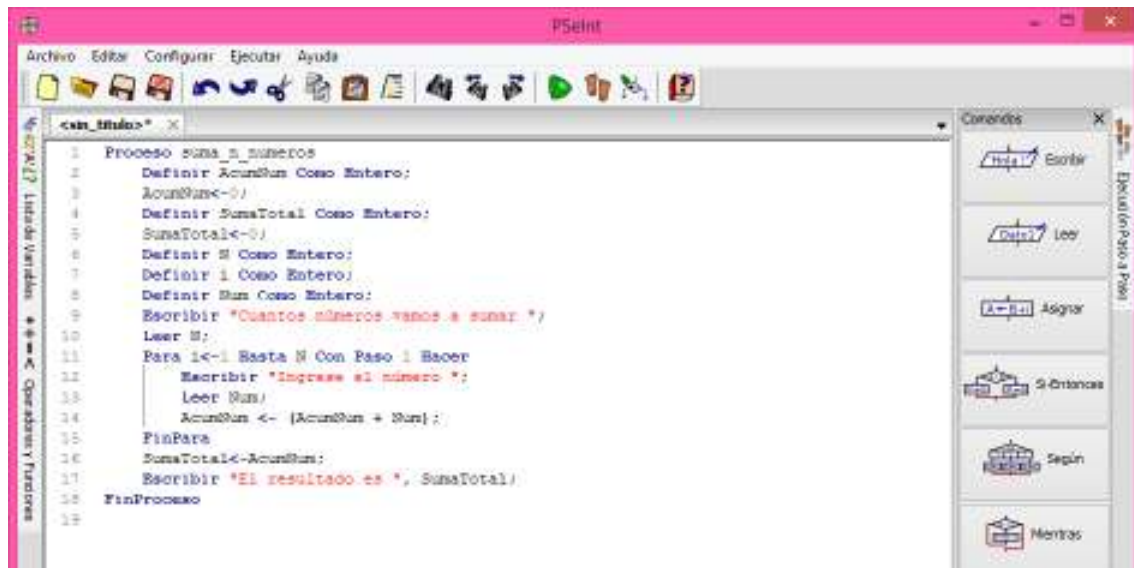 PSeInt
Archivo Editar Configurar Ejecutar Ayuda
<sin_titulo>*
Comandos
1 Proceso suma_n_numeros
2 Definir AcumNum Como Entero;
3 AcumNum<-0;
4 Definir SumaTotal Como Entero;
5 SumaTotal<-0;
6 Definir N Como Entero;
7 Definir i Como Entero;
8 Definir Num Como Entero;
9 Escribir "Cuantos números vamos a sumar ";
10 Leer N;
11 Para i<-1 Hasta N Con Paso 1 Hacer
12 Escribir "Ingrese el número ";
13 Leer Num;
14 AcumNum <- (AcumNum + Num);
15 FinPara
16 SumaTotal<-AcumNum;
17 Escribir "El resultado es ", SumaTotal;
18 FinProceso
19
Lista de Variables
Operadores y Funciones
Escribir
Leer
Asignar
Si-Entonces
Según
Mientras
Ejecución Paso a Paso